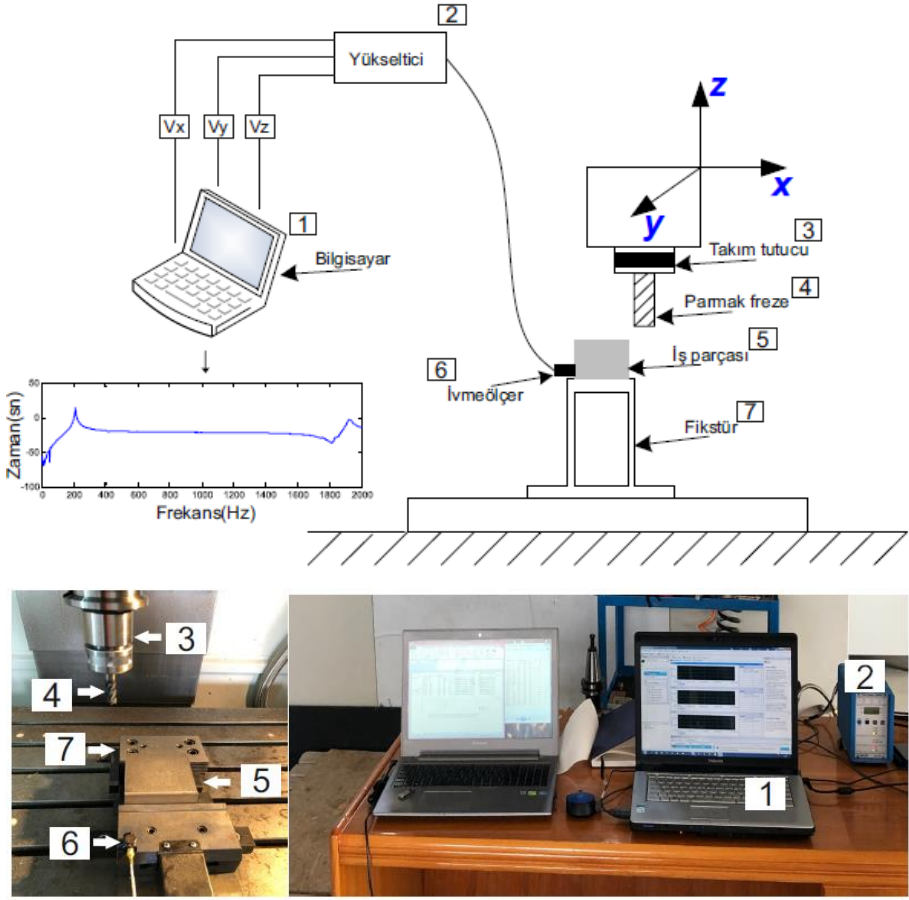 2
Yükseltici
Vx
Vy
Vz
z
x
y
1
Bilgisayar
3
Takım tutucu
4
Parmak freze
5
İş parçası
6
İvmeölçer
7
Fikstür
Zaman(sn)
50
0
-50
-100
0 200 400 600 800 1000 1200 1400 1600 1800 2000
Frekans(Hz)
3
4
7
5
6
2
1